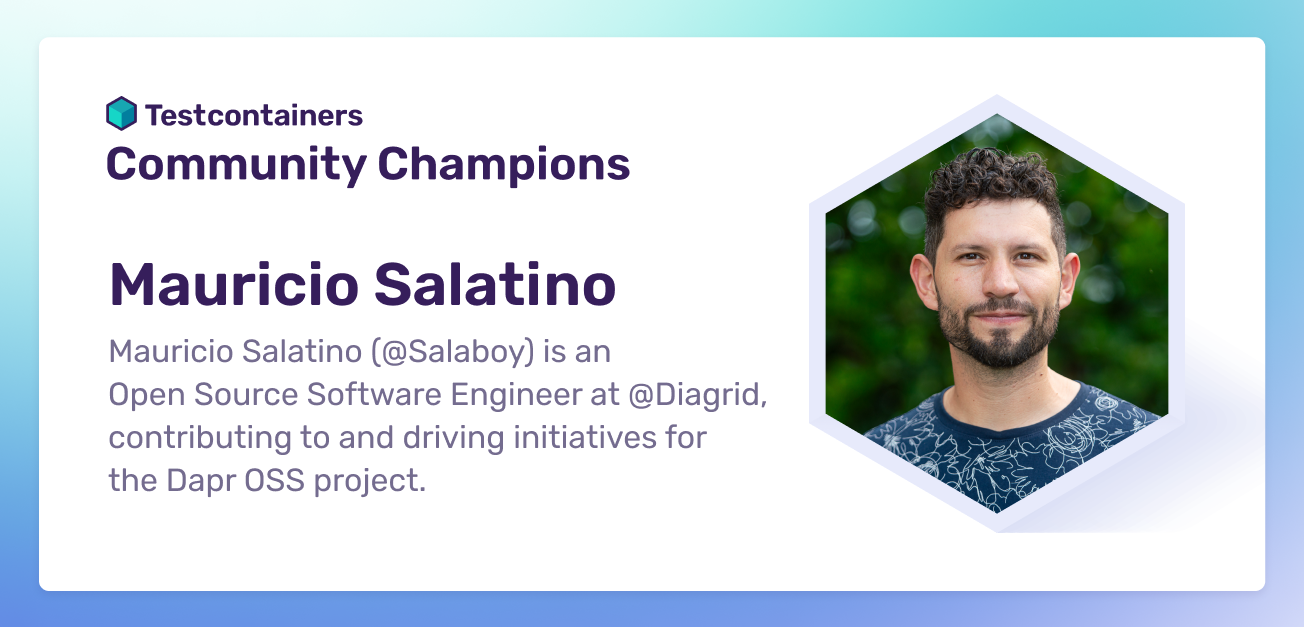 Testcontainers
Community Champions
Mauricio Salatino
Mauricio Salatino (@Salaboy) is an
Open Source Software Engineer at @Diagrid,
contributing to and driving initiatives for
the Dapr OSS project.